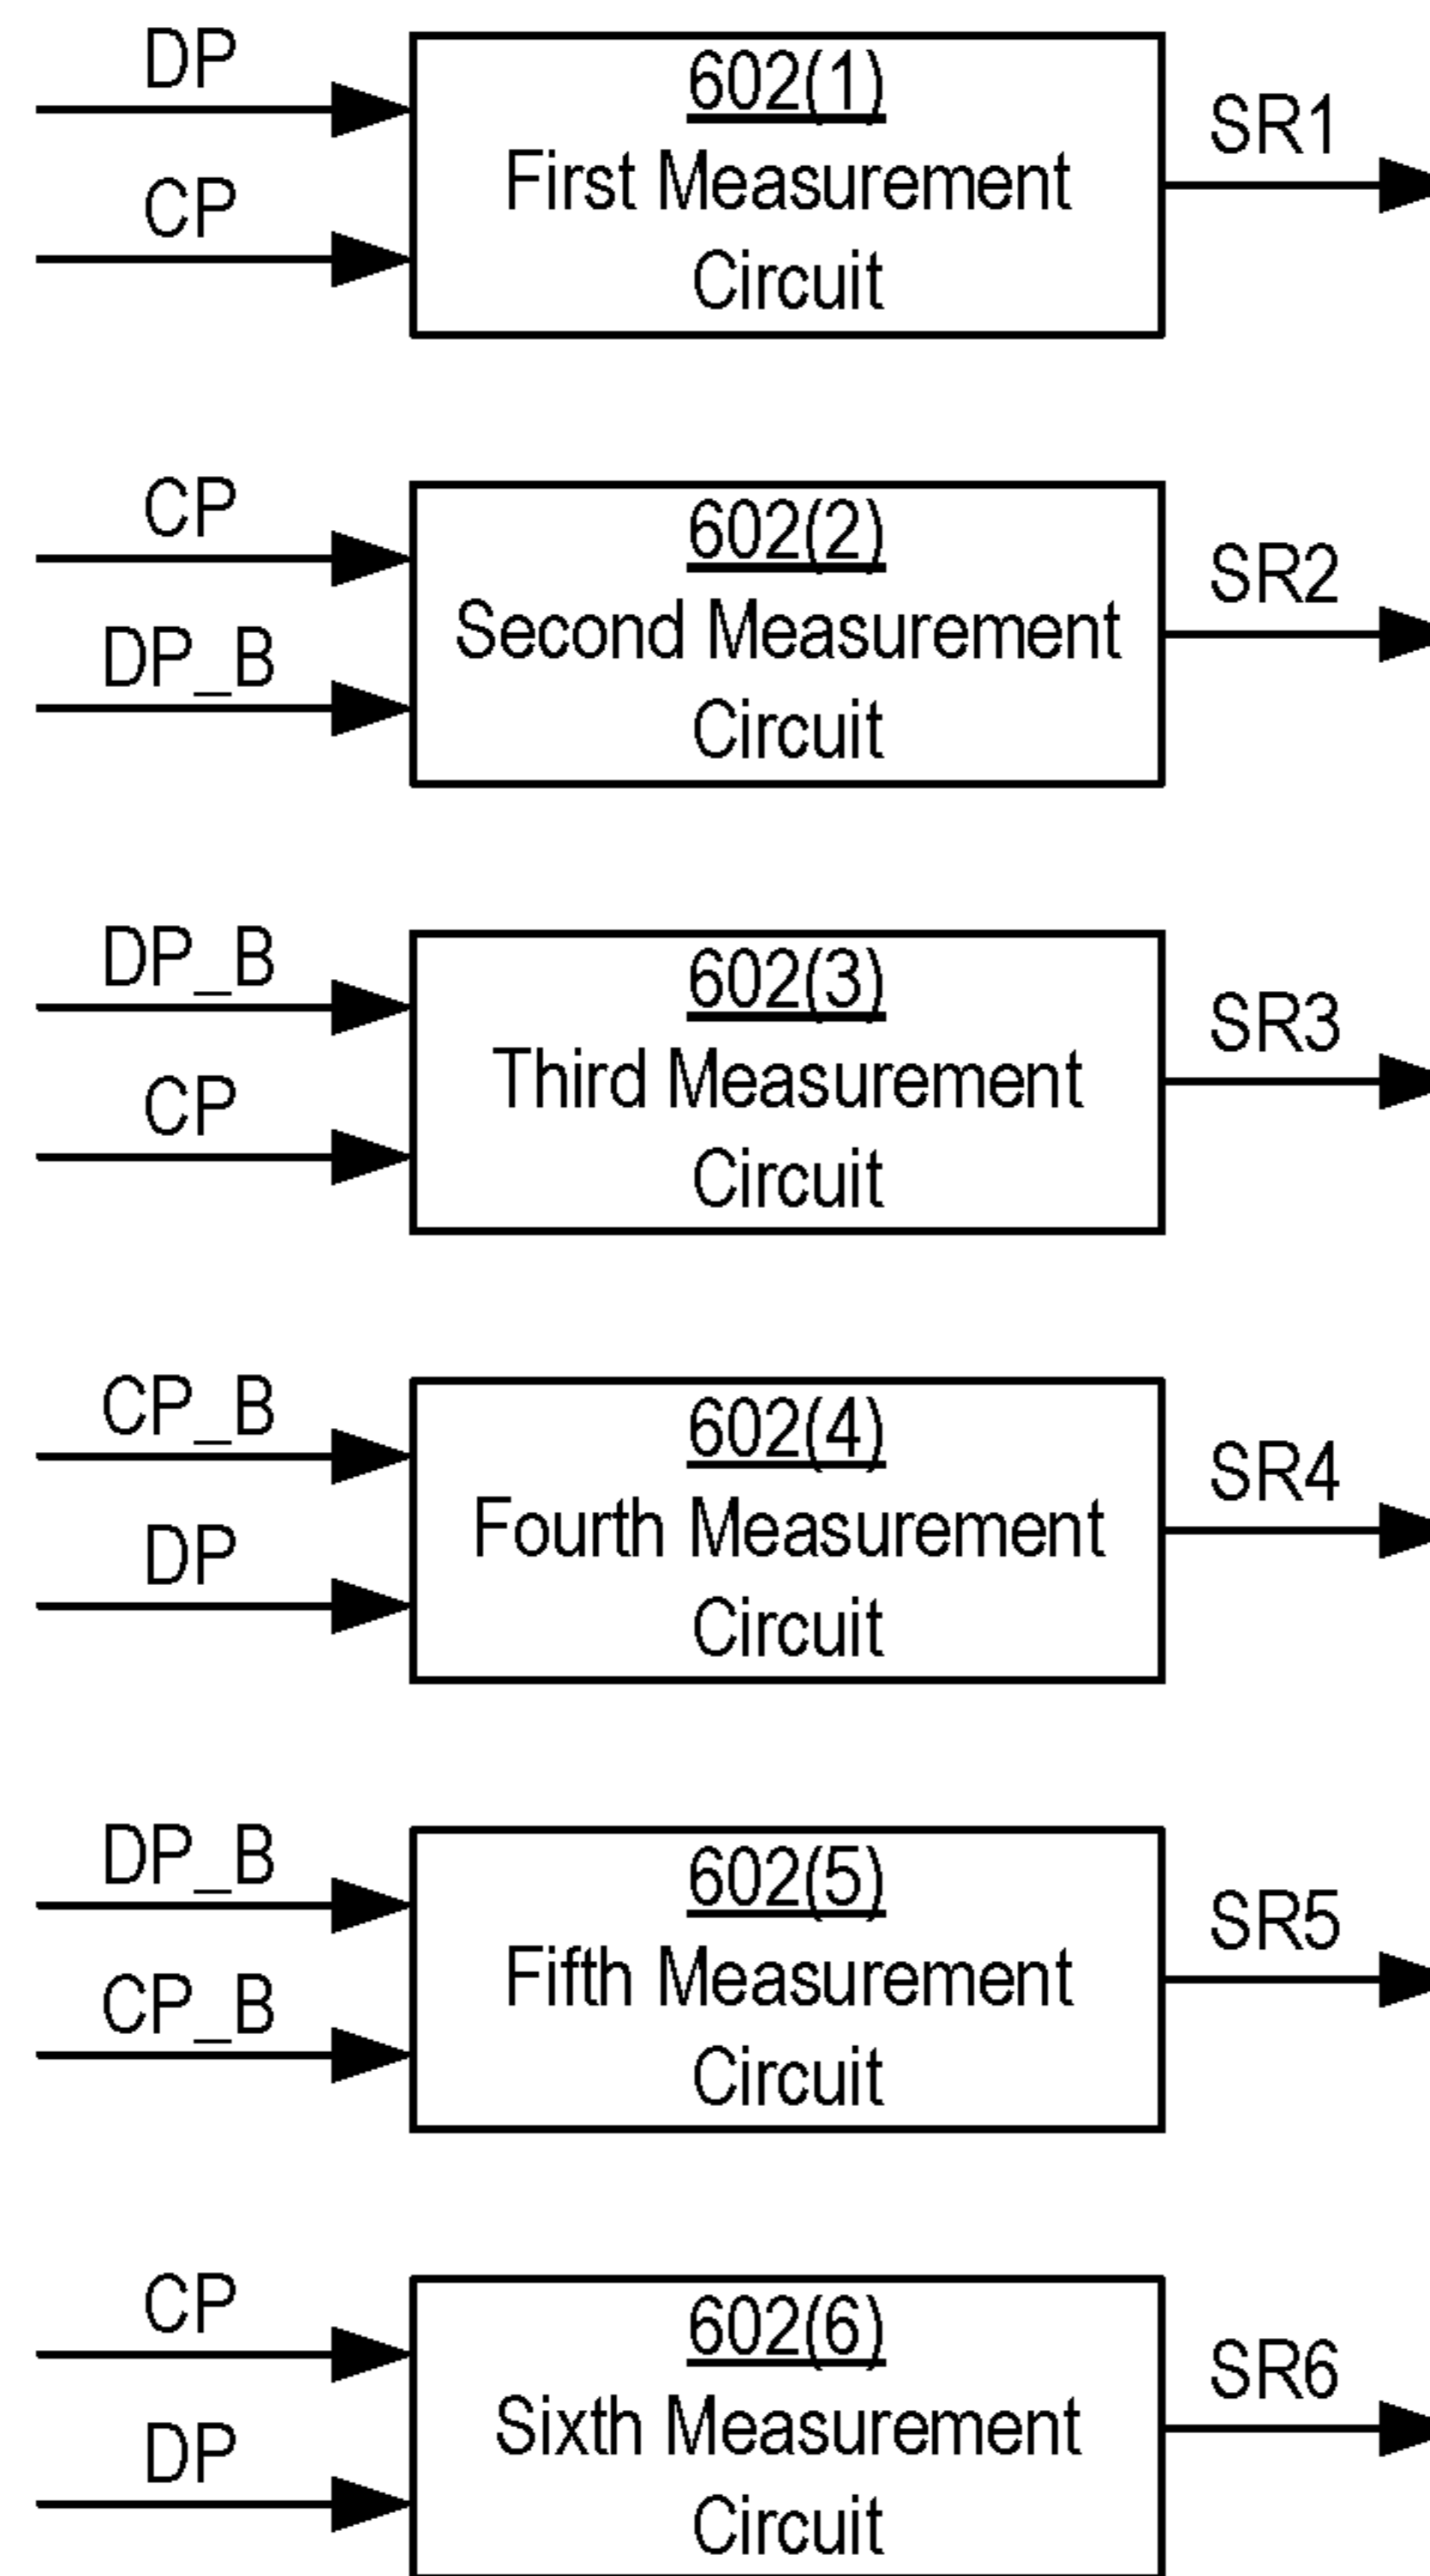 DP
CP
602(1)
First Measurement
Circuit
SR1
CP
DP_B
602(2)
Second Measurement
Circuit
SR2
DP_B
CP
602(3)
Third Measurement
Circuit
SR3
CP_B
DP
602(4)
Fourth Measurement
Circuit
SR4
DP_B
CP_B
602(5)
Fifth Measurement
Circuit
SR5
CP
DP
602(6)
Sixth Measurement
Circuit
SR6